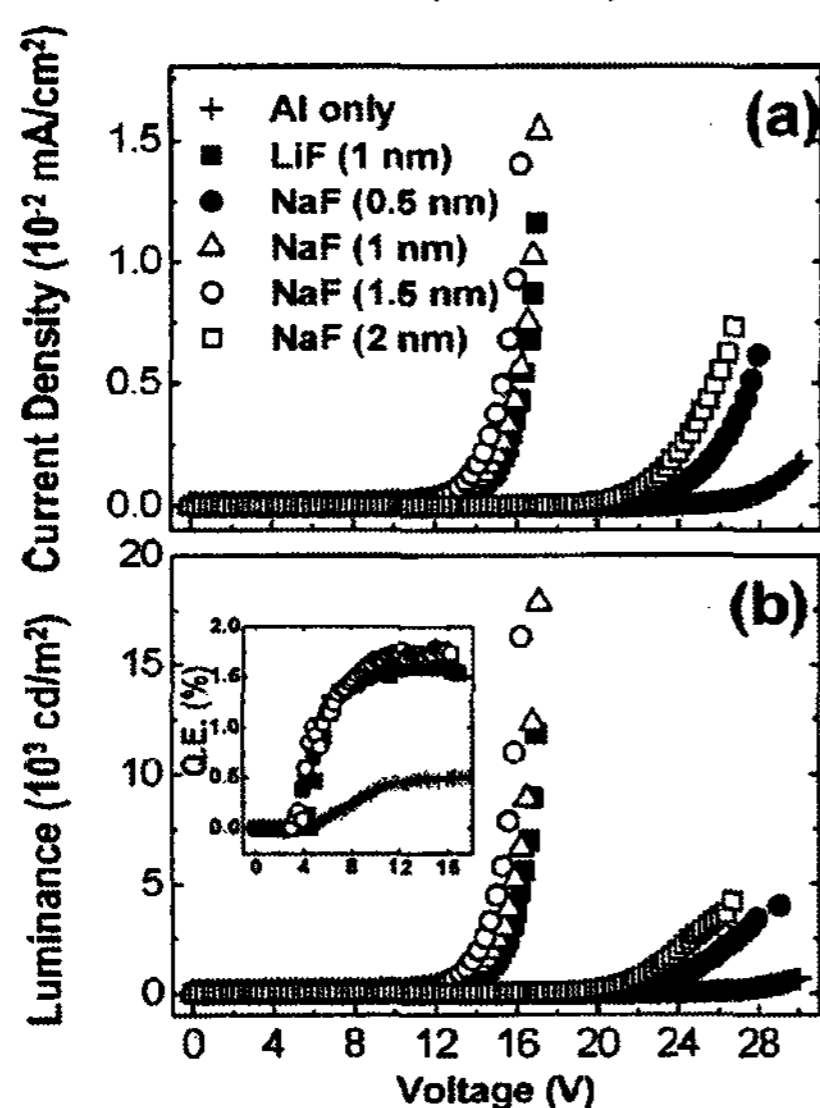 (a)
Al only
LiF (1 nm)
NaF (0.5 nm)
NaF (1 nm)
NaF (1.5 nm)
NaF (2 nm)
Current Density (10⁻² mA/cm²)
1.5
1.0
0.5
0.0
(b)
Luminance (10³ cd/m²)
20
15
10
5
0
Q.E. (%)
2.0
1.5
1.0
0.5
0.0
0 4 8 12 16
0 4 8 12 16 20 24 28
Voltage (V)